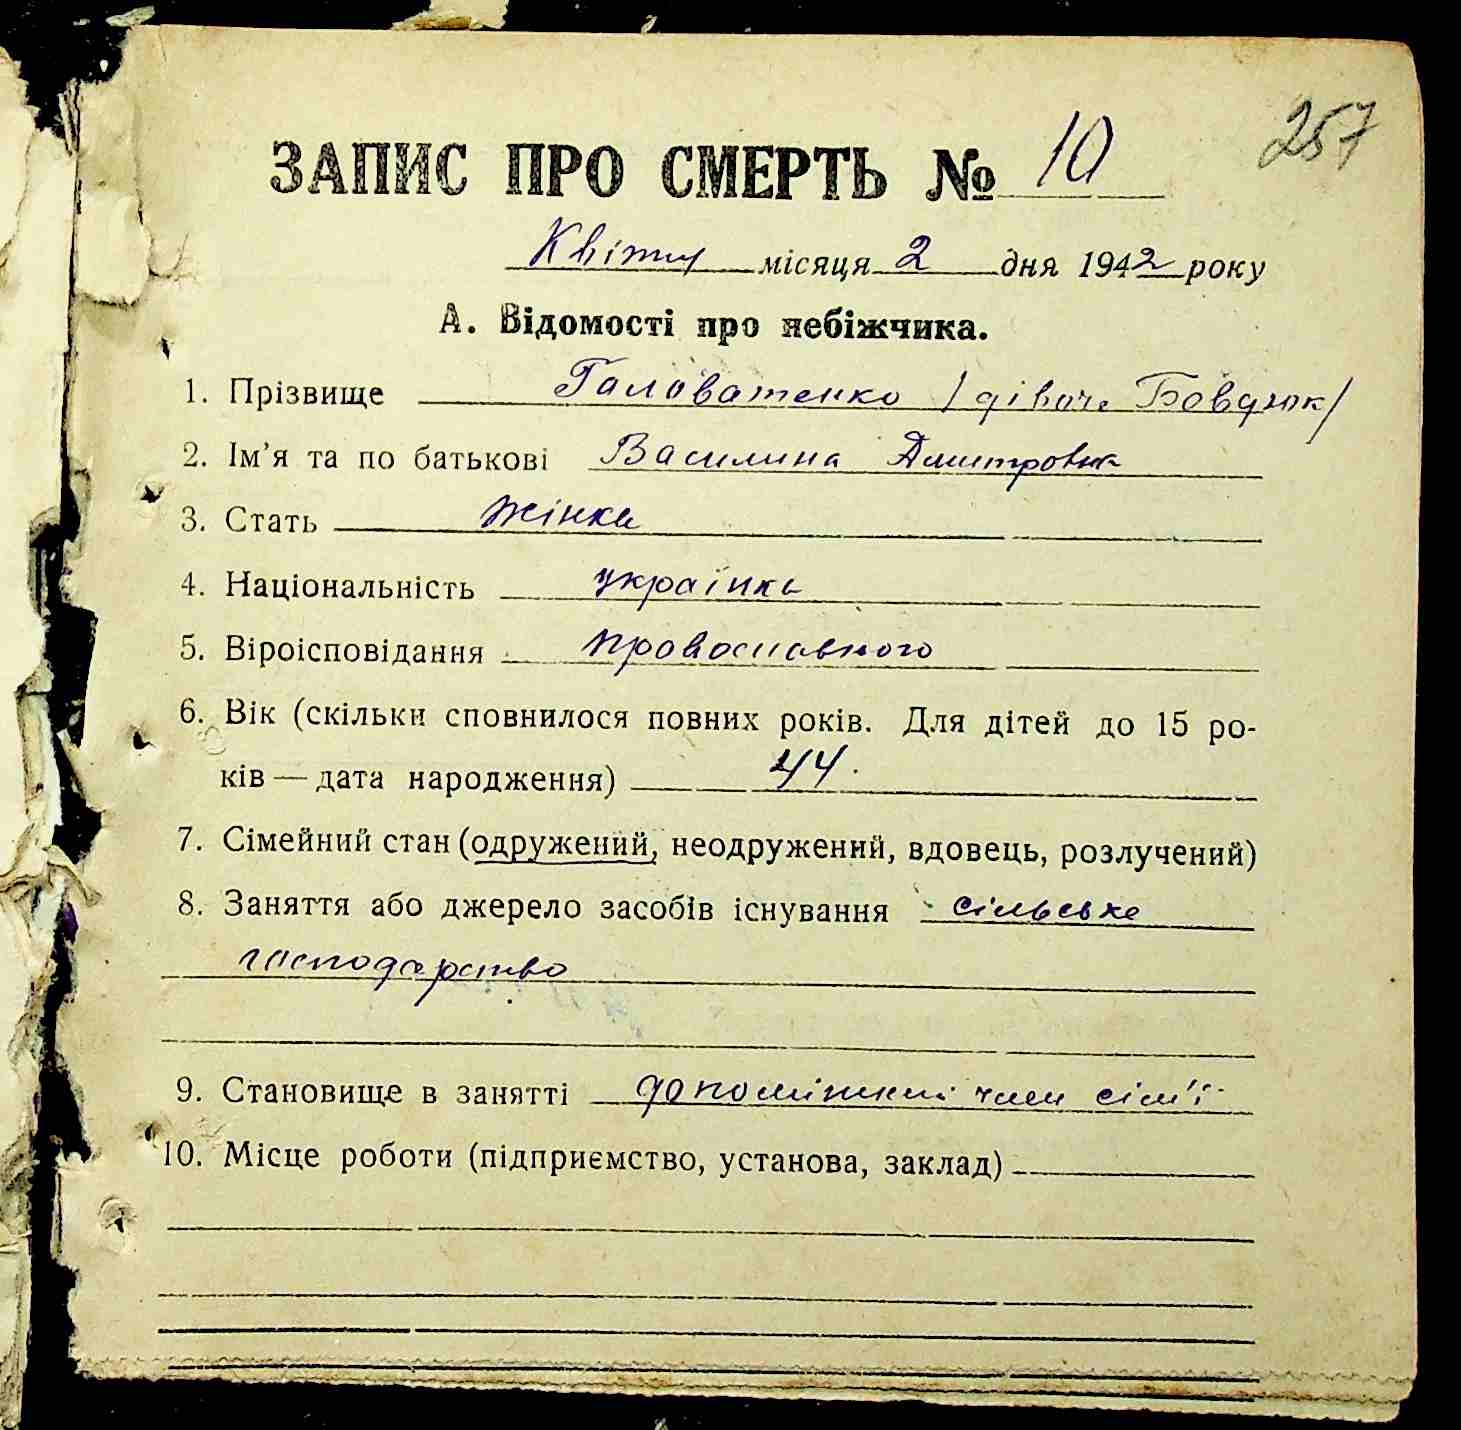 257
ЗАПИС ПРО СМЕРТЬ № 10
Квітня місяця 2 дня 1942 року
А. Відомості про небіжчика.
1. Прізвище Головатенко /дівоче Бовдюк/
2. Ім’я та по батькові Василина Дмитровна
3. Стать жінка
4. Національність українка
5. Віроісповідання православного
6. Вік (скільки сповнилося повних років. Для дітей до 15 ро-
ків — дата народження) 44.
7. Сімейний стан (одружений, неодружений, вдовець, розлучений)
8. Заняття або джерело засобів існування сільське
господарство
9. Становище в занятті допоміжний член сім'ї
10. Місце роботи (підприємство, установа, заклад)